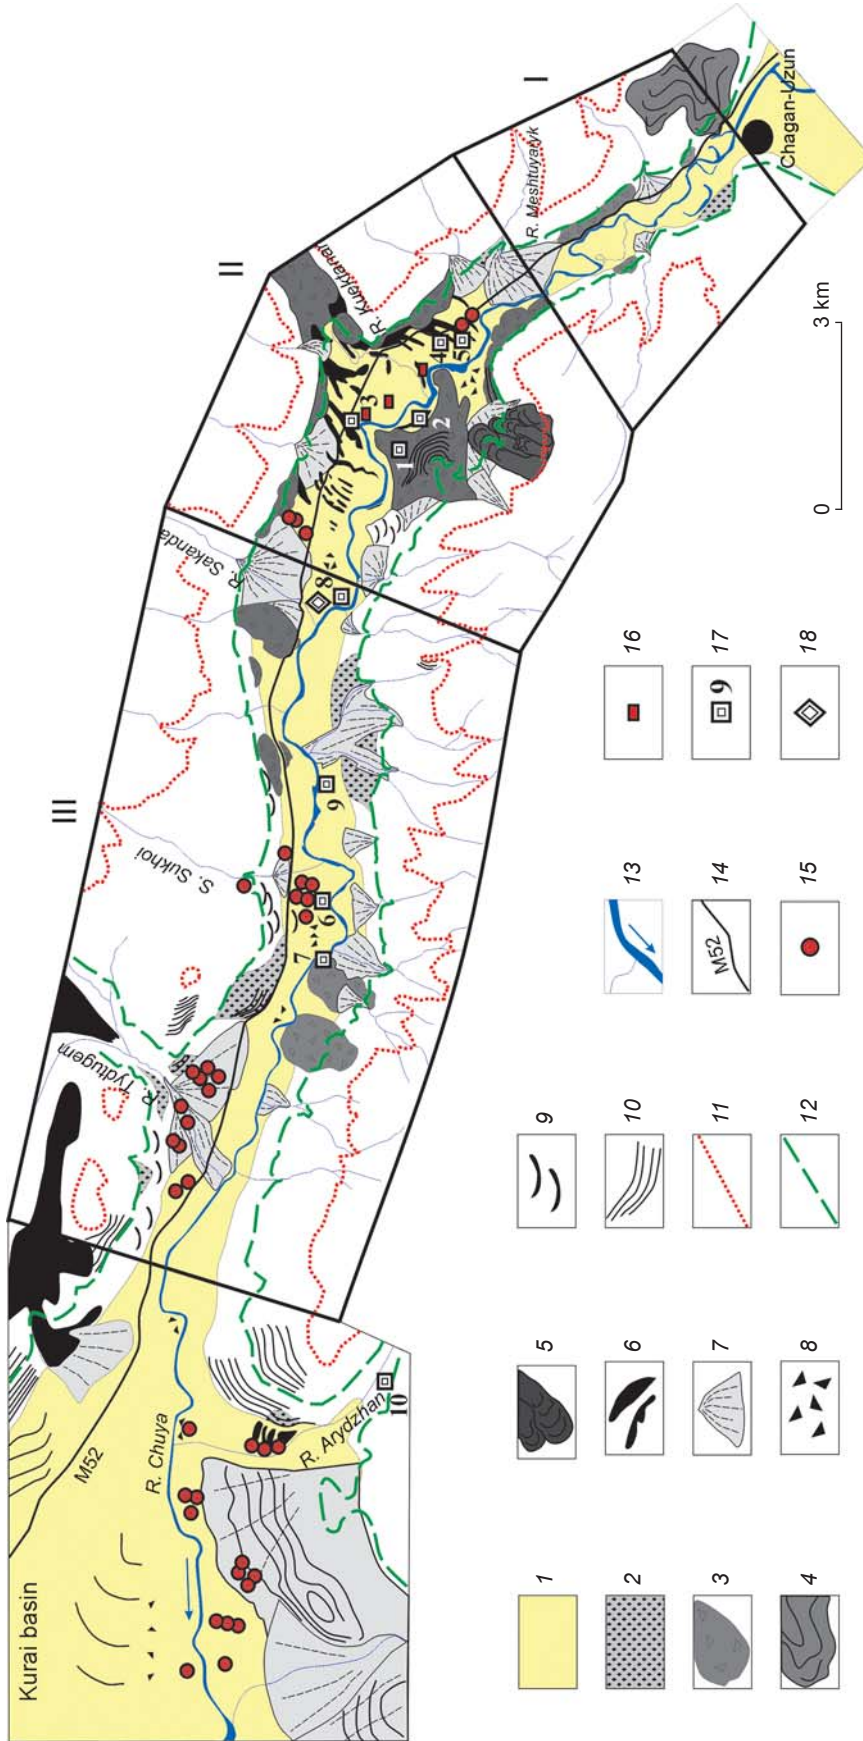 Kurai basin
M52
R. Chuya
R. Arydzhan
10
R. Tydtugem
III
S. Sukhoi
7
6
9
R. Sakanda
8
II
R. Kuektanar
3
1
2
4
5
I
R. Meshtuyaryk
Chagan-Uzun
0 3 km
1
2
3
4
5
6
7
8
9
10
11
12
13
M52
14
15
16
9
17
18